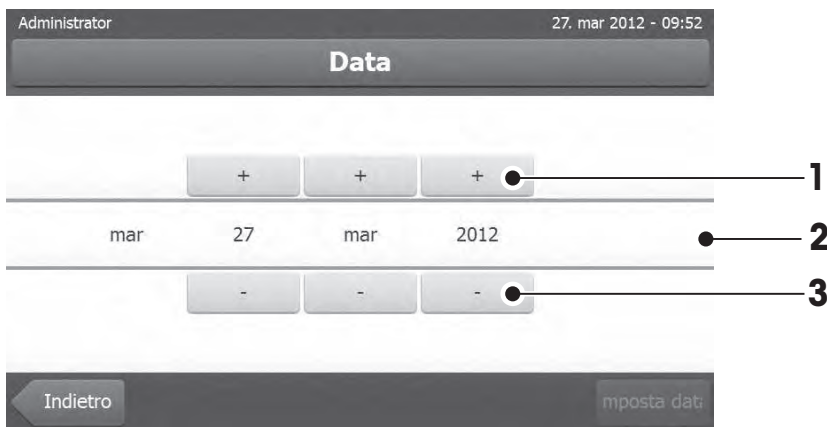 Administrator 27. mar 2012 - 09:52
Data
+ + + 1
mar 27 mar 2012 2
- - - 3
Indietro mposta dat